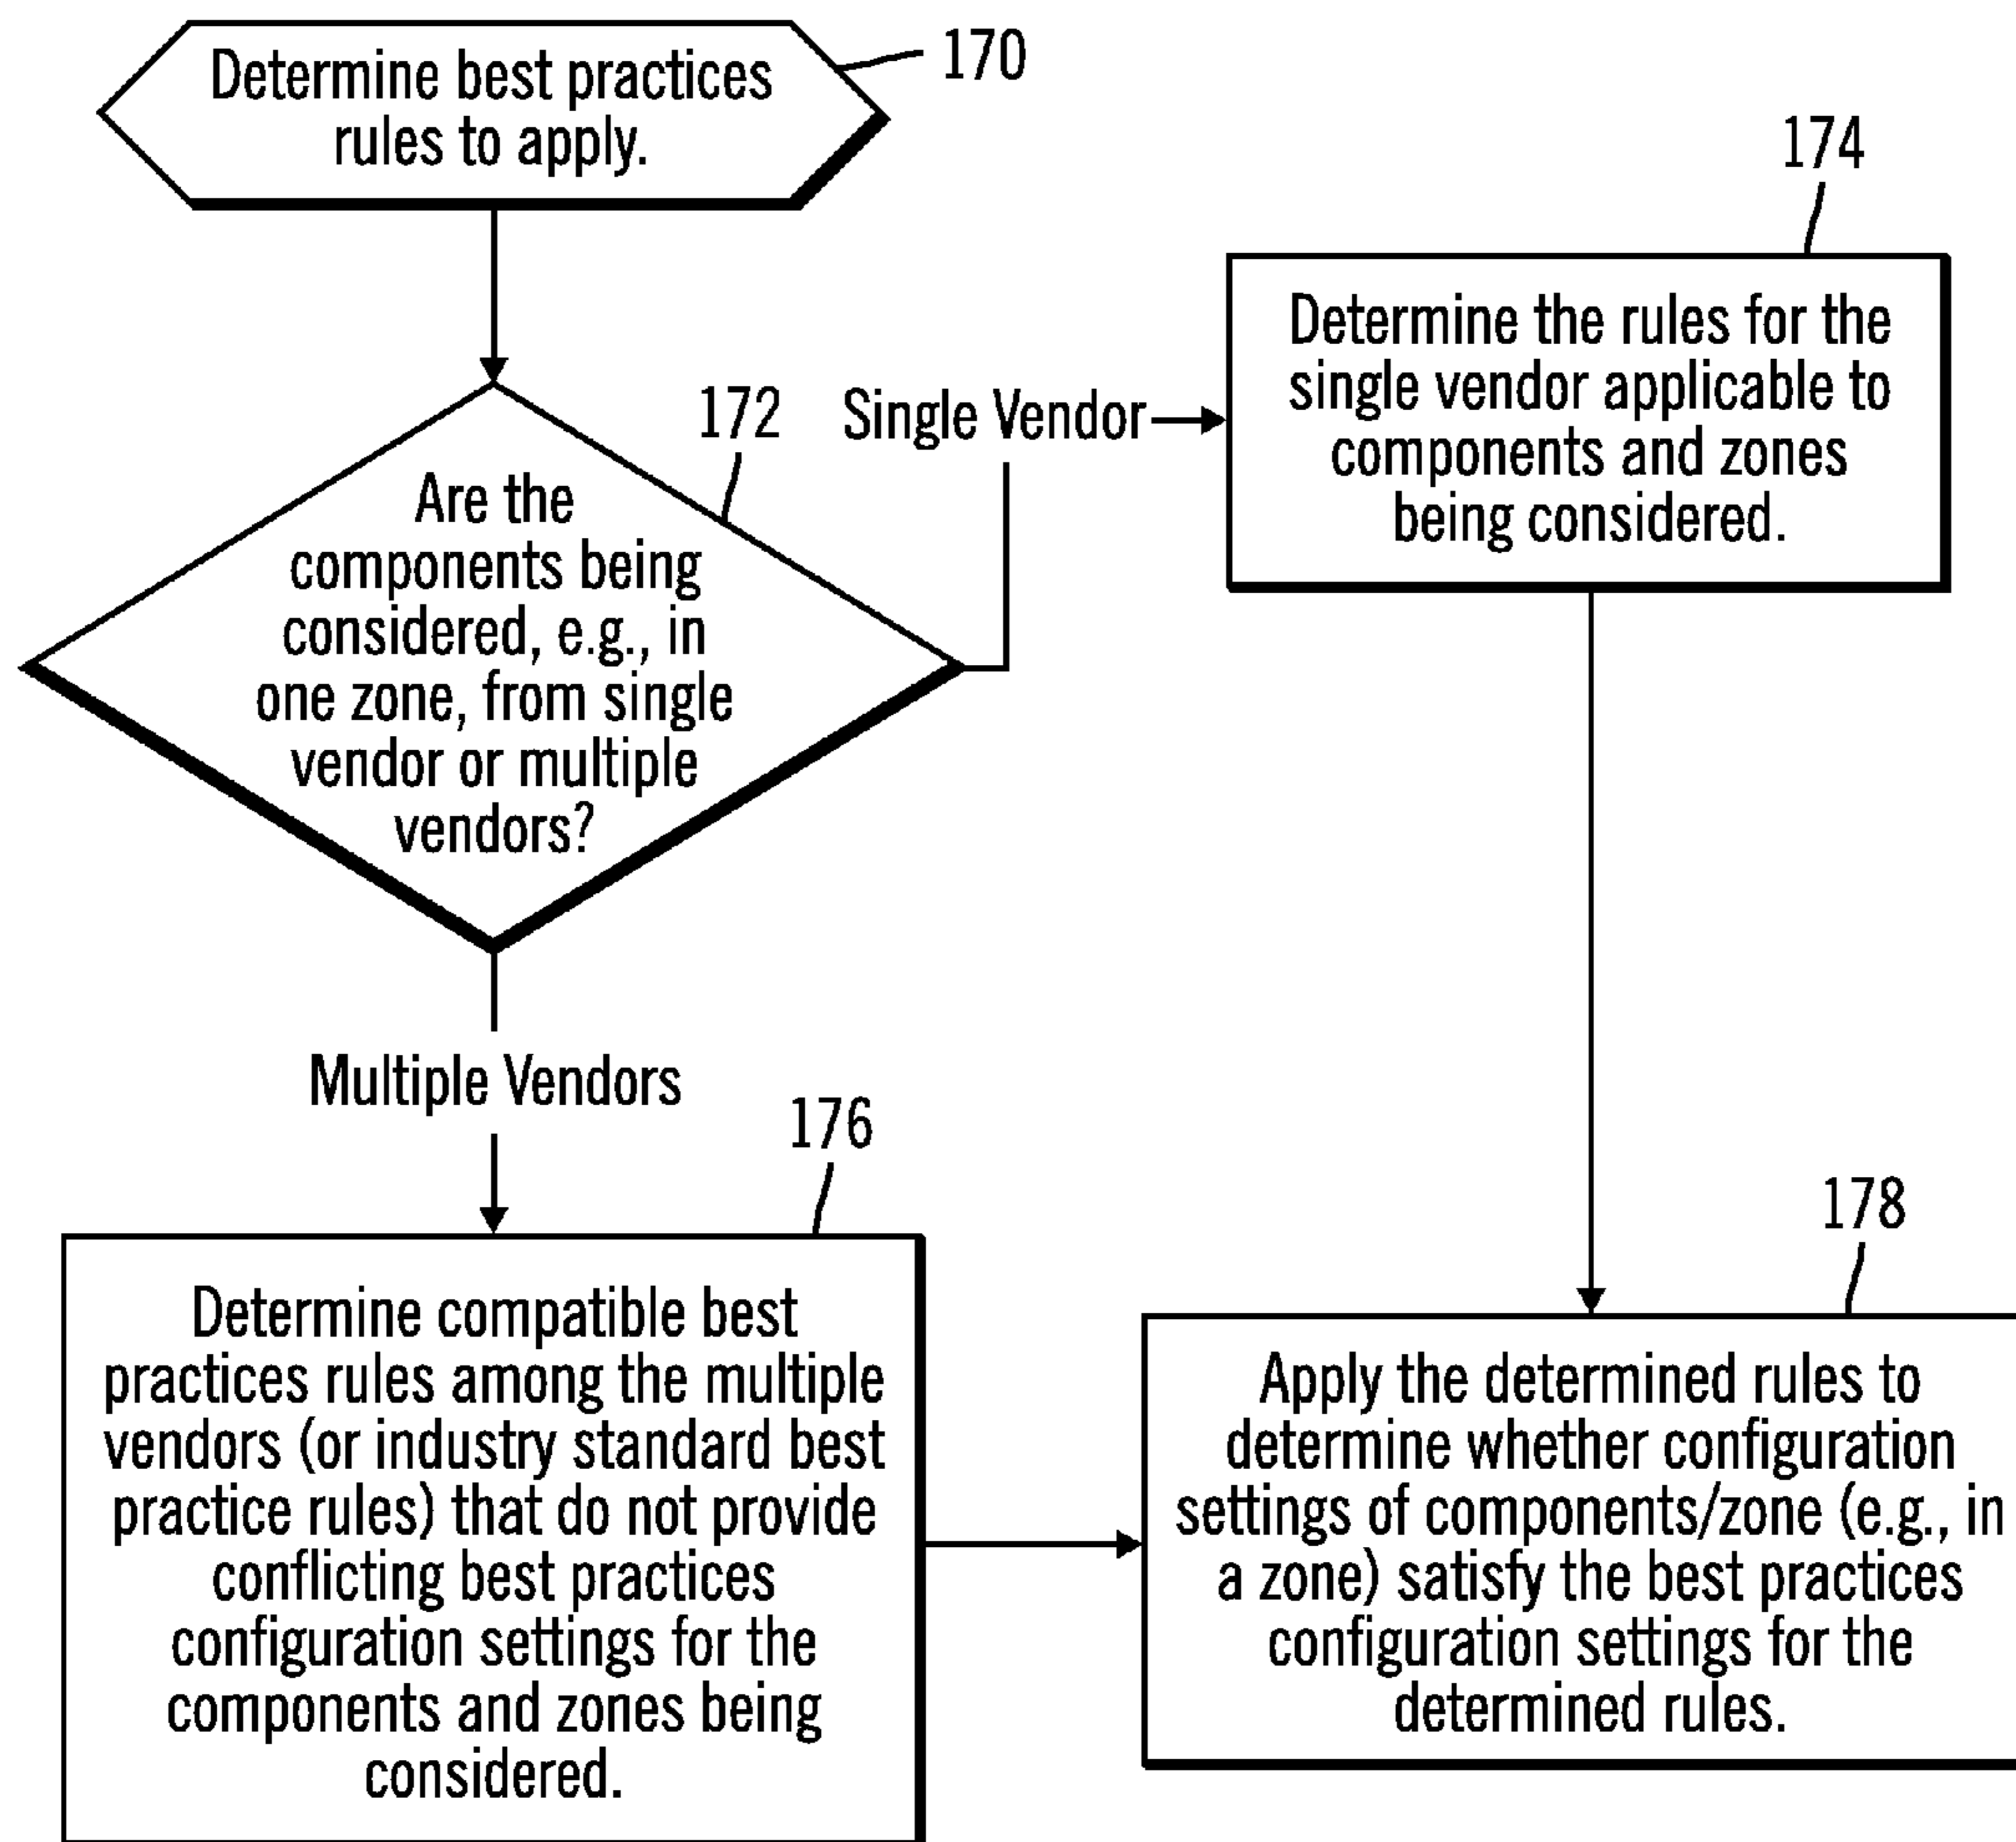 Determine best practices
rules to apply.
170
172
Are the
components being
considered, e.g., in
one zone, from single
vendor or multiple
vendors?
Single Vendor
174
Determine the rules for the
single vendor applicable to
components and zones
being considered.
Multiple Vendors
176
Determine compatible best
practices rules among the multiple
vendors (or industry standard best
practice rules) that do not provide
conflicting best practices
configuration settings for the
components and zones being
considered.
178
Apply the determined rules to
determine whether configuration
settings of components/zone (e.g., in
a zone) satisfy the best practices
configuration settings for the
determined rules.